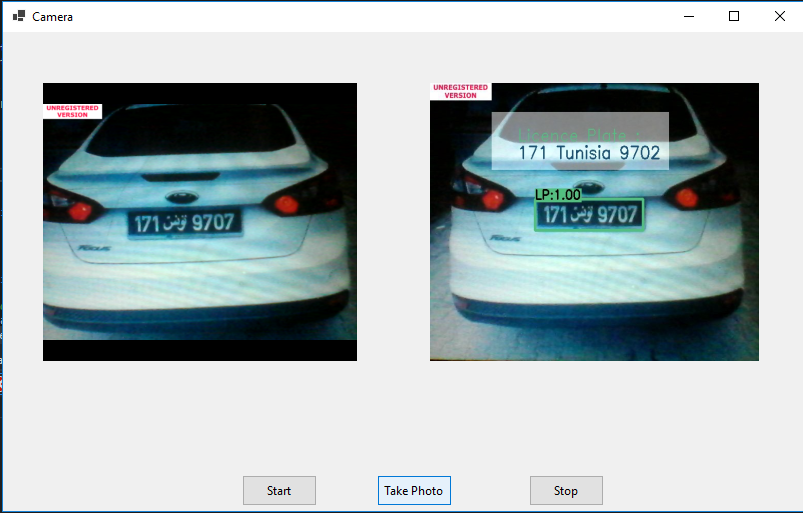 Camera
UNREGISTERED
VERSION
171 تونس 9707
Focus
UNREGISTERED
VERSION
Licence Plate :
171 Tunisia 9702
LP:1.00
171 تونس 9707
Focus
Start
Take Photo
Stop